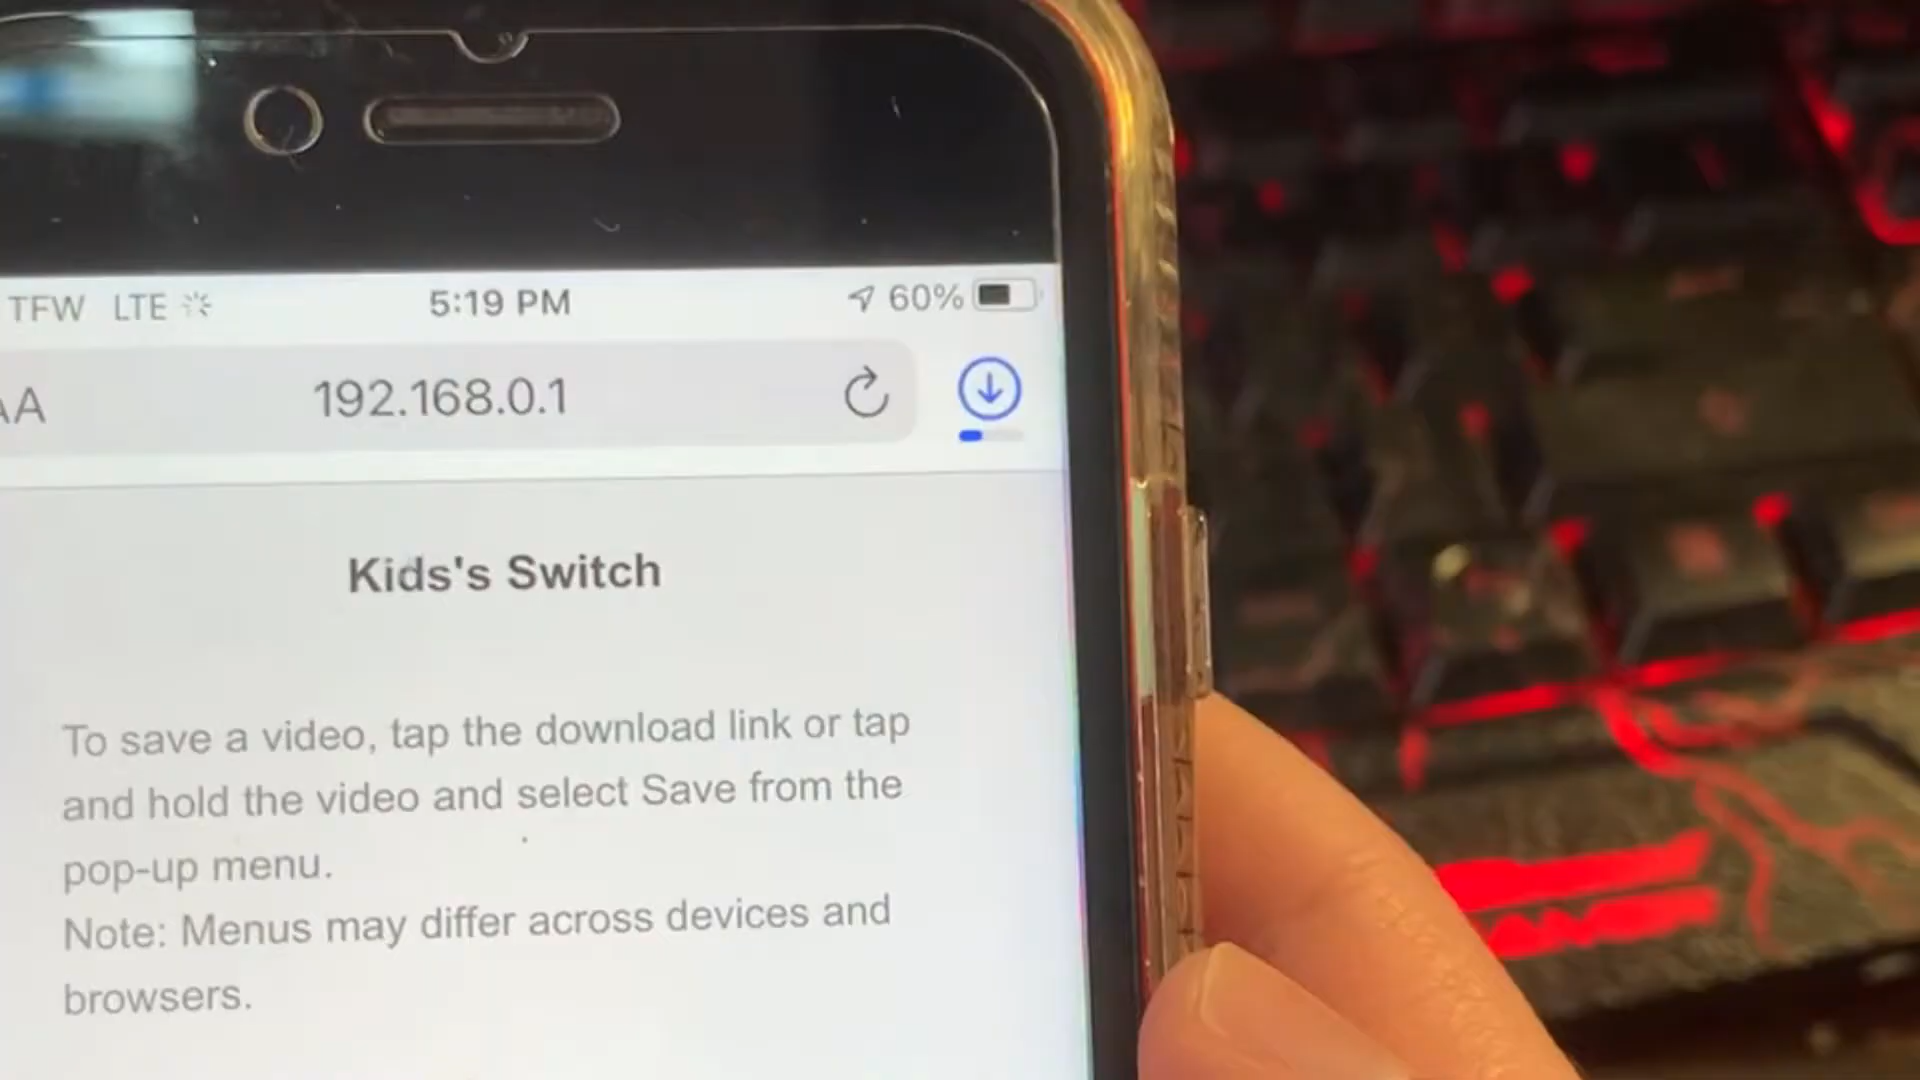 TFW LTE 5:19 PM 60%
AA 192.168.0.1
Kids's Switch
To save a video, tap the download link or tap
and hold the video and select Save from the
pop-up menu.
Note: Menus may differ across devices and
browsers.